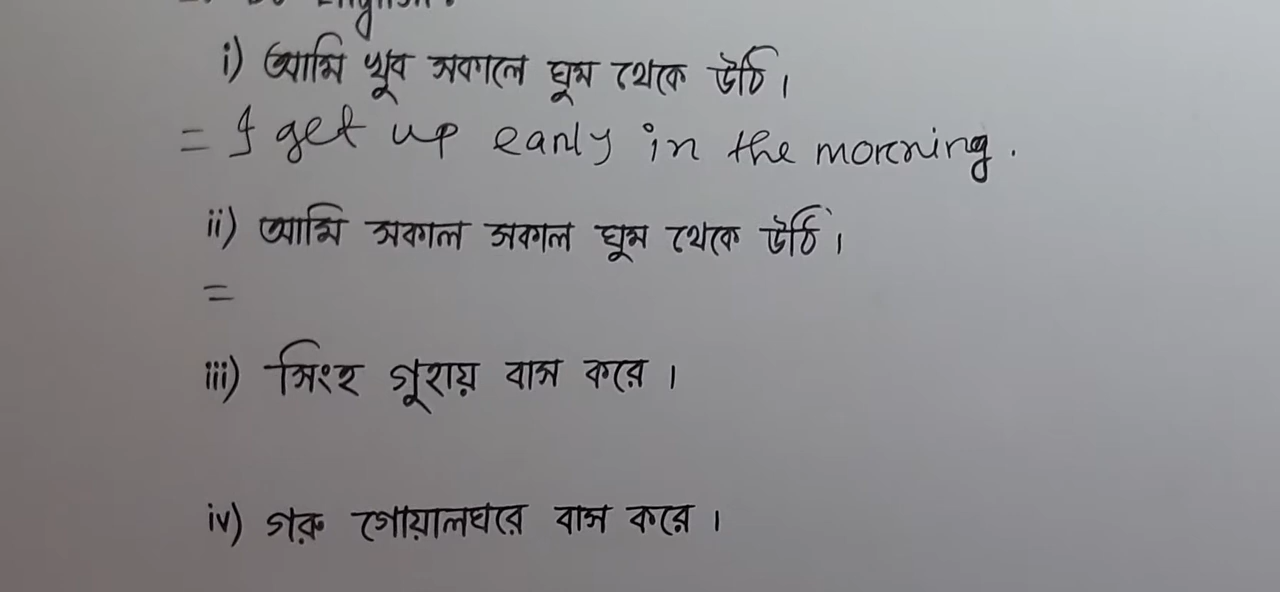 i) আমি খুব সকালে ঘুম থেকে উঠি।
= I get up early in the morning.
ii) আমি সকাল সকাল ঘুম থেকে উঠি।
=
iii) সিংহ গূহায় বাস করে।
iv) গরু গোয়ালঘরে বাস করে।